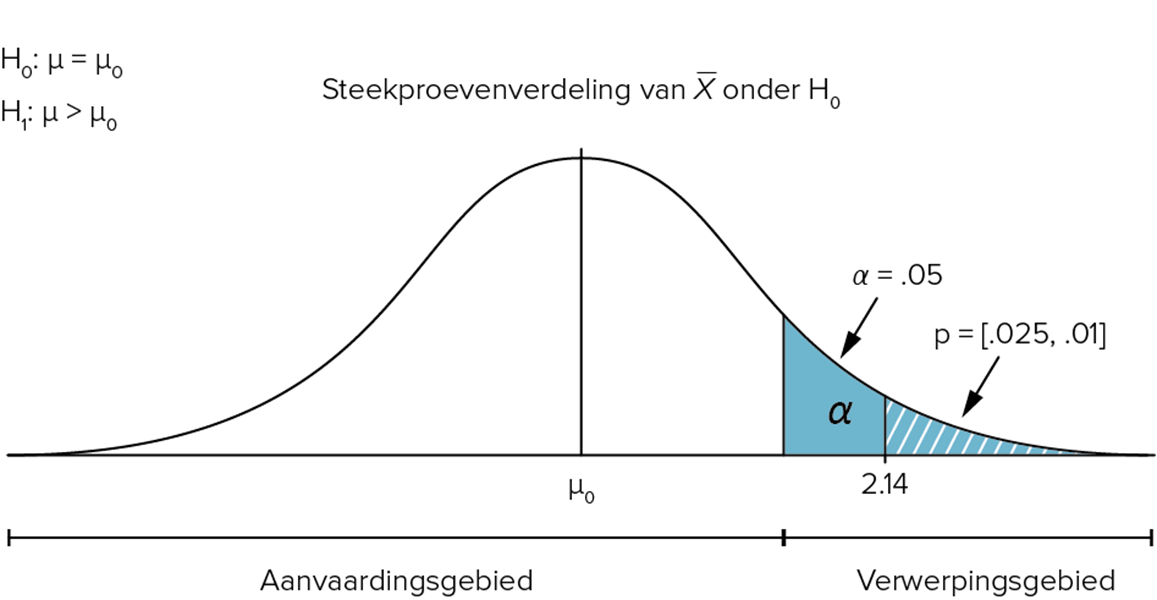 H₀: μ = μ₀
H₁: μ > μ₀
Steekproevenverdeling van X̅ onder H₀
α = .05
p = [.025, .01]
α
μ₀
2.14
Aanvaardingsgebied
Verwerpingsgebied